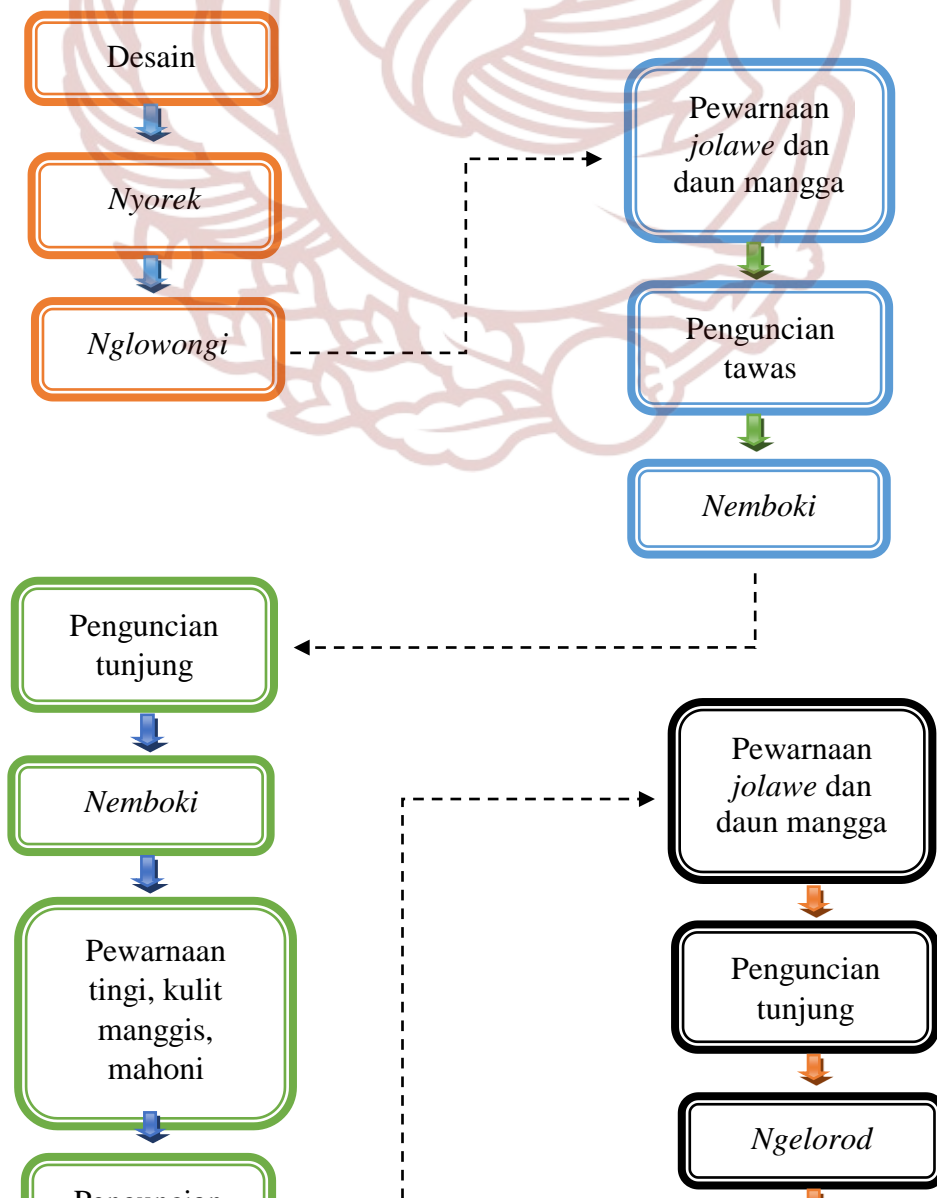 Desain
Nyorek
Nglowongi
Pewarnaan
jolawe dan
daun mangga
Penguncian
tawas
Nemboki
Penguncian
tunjung
Nemboki
Pewarnaan
tingi, kulit
manggis,
mahoni
Penguncian
Pewarnaan
jolawe dan
daun mangga
Penguncian
tunjung
Ngelorod